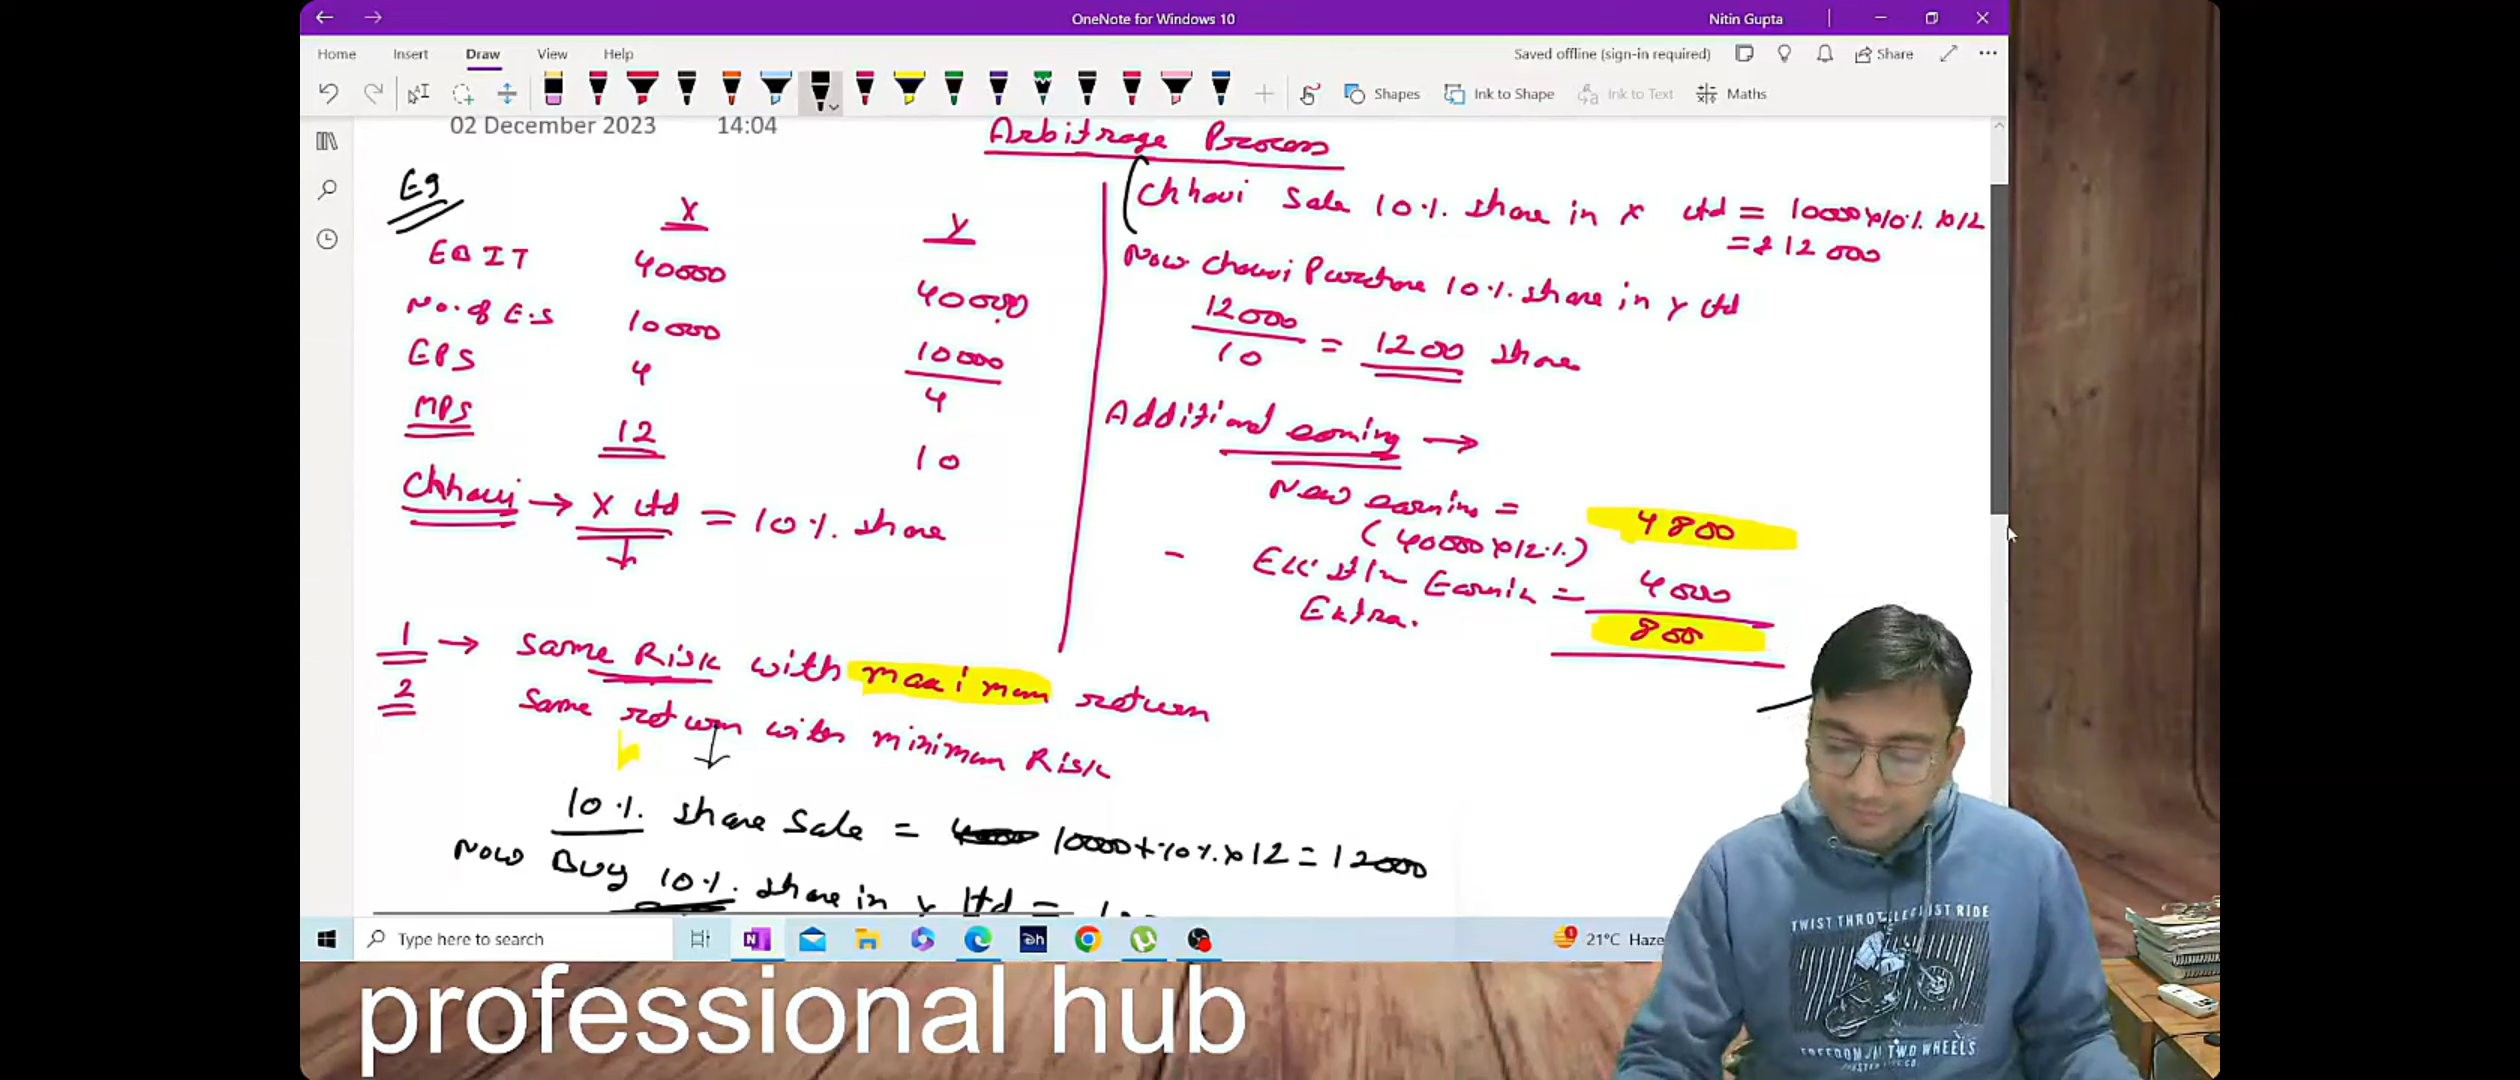 OneNote for Windows 10
Nitin Gupta
Home Insert Draw View Help
Saved offline (sign-in required)
Share
Shapes Ink to Shape Ink to Text Maths
02 December 2023 14:04
Arbitrage Process
Eg
X Y
EBIT 40000 40000
No. of E.S 10000 10000
EPS 4 4
MPS 12 10
Chhavi → X Ltd = 10% share
1 → Same Risk with maximum return
2 Same return with minimum Risk
10% share Sale = 10000 + 10% x 12 = 12000
Now Buy 10% share in Y Ltd =
Chhavi Sale 10% share in X Ltd = 10000 x 10% x 12
= ₹ 12000
Now Chhavi Purchase 10% share in Y Ltd
12000
10
= 1200 share
Additional earning →
New earning = 4800
(40000 x 12%)
- Existin Earnin = 4000
Extra. 800
Type here to search
21°C Haze
professional hub
FREEDOM IN TWO WHEELS